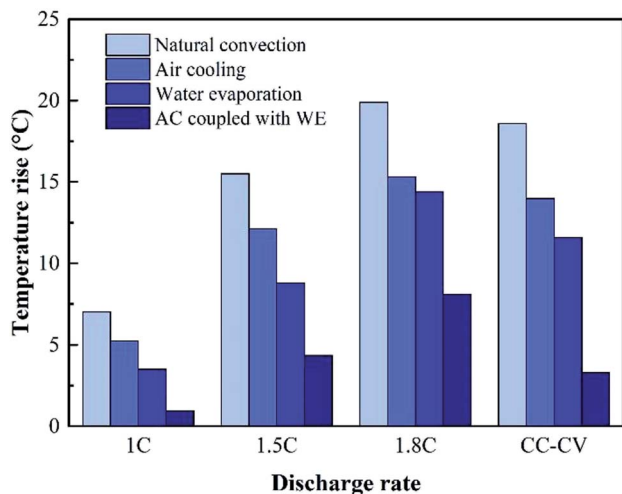 25
20
15
10
5
0
Temperature rise (°C)
Natural convection
Air cooling
Water evaporation
AC coupled with WE
1C 1.5C 1.8C CC-CV
Discharge rate